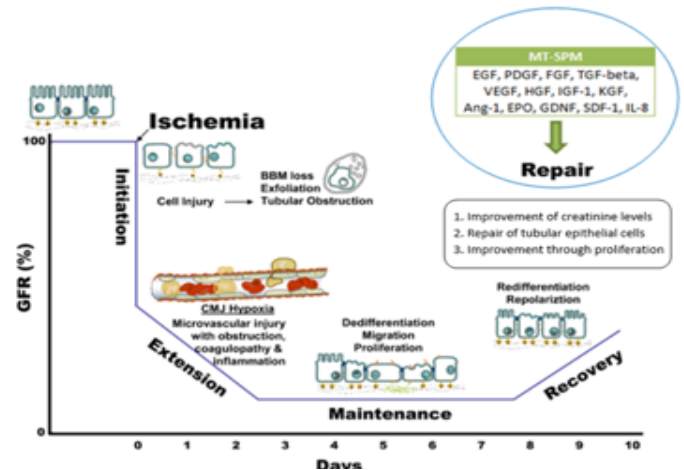 MT-SPM
EGF, PDGF, FGF, TGF-beta,
VEGF, HGF, IGF-1, KGF,
Ang-1, EPO, GDNF, SDF-1, IL-8
Repair
Ischemia
100
Initiation
BBM loss
Exfoliation
Cell Injury
Tubular Obstruction
1. Improvement of creatinine levels
2. Repair of tubular epithelial cells
3. Improvement through proliferation
GFR (%)
CMJ Hypoxia
Microvascular injury
with obstruction,
coagulopathy &
inflammation
Extension
Dedifferentiation
Migration
Proliferation
Redifferentiation
Repolariztion
Maintenance
Recovery
0
0 1 2 3 4 5 6 7 8 9 10
Days